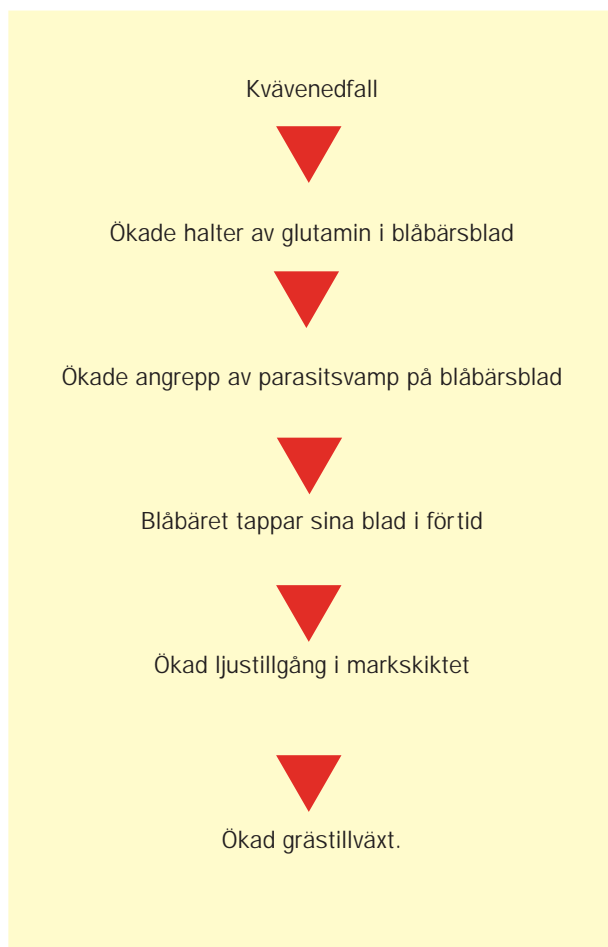 Kvävenedfall
Ökade halter av glutamin i blåbärsblad
Ökade angrepp av parasitsvamp på blåbärsblad
Blåbäret tappar sina blad i förtid
Ökad ljustillgång i markskiktet
Ökad grästillväxt.